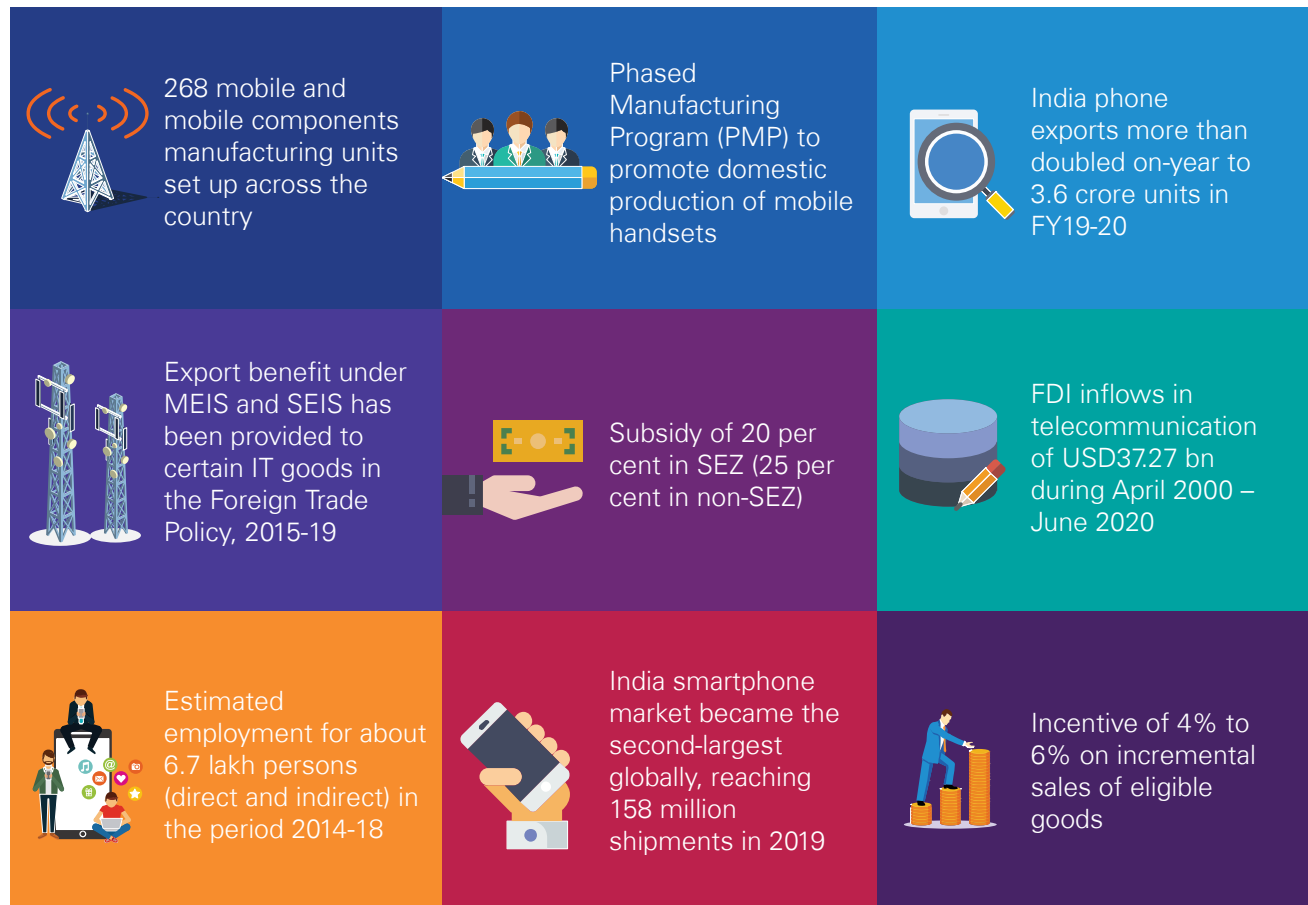 268 mobile and
mobile components
manufacturing units
set up across the
country
Phased
Manufacturing
Program (PMP) to
promote domestic
production of mobile
handsets
India phone
exports more than
doubled on-year to
3.6 crore units in
FY19-20
Export benefit under
MEIS and SEIS has
been provided to
certain IT goods in
the Foreign Trade
Policy, 2015-19
Subsidy of 20 per
cent in SEZ (25 per
cent in non-SEZ)
FDI inflows in
telecommunication
of USD37.27 bn
during April 2000 –
June 2020
Estimated
employment for about
6.7 lakh persons
(direct and indirect) in
the period 2014-18
India smartphone
market became the
second-largest
globally, reaching
158 million
shipments in 2019
Incentive of 4% to
6% on incremental
sales of eligible
goods